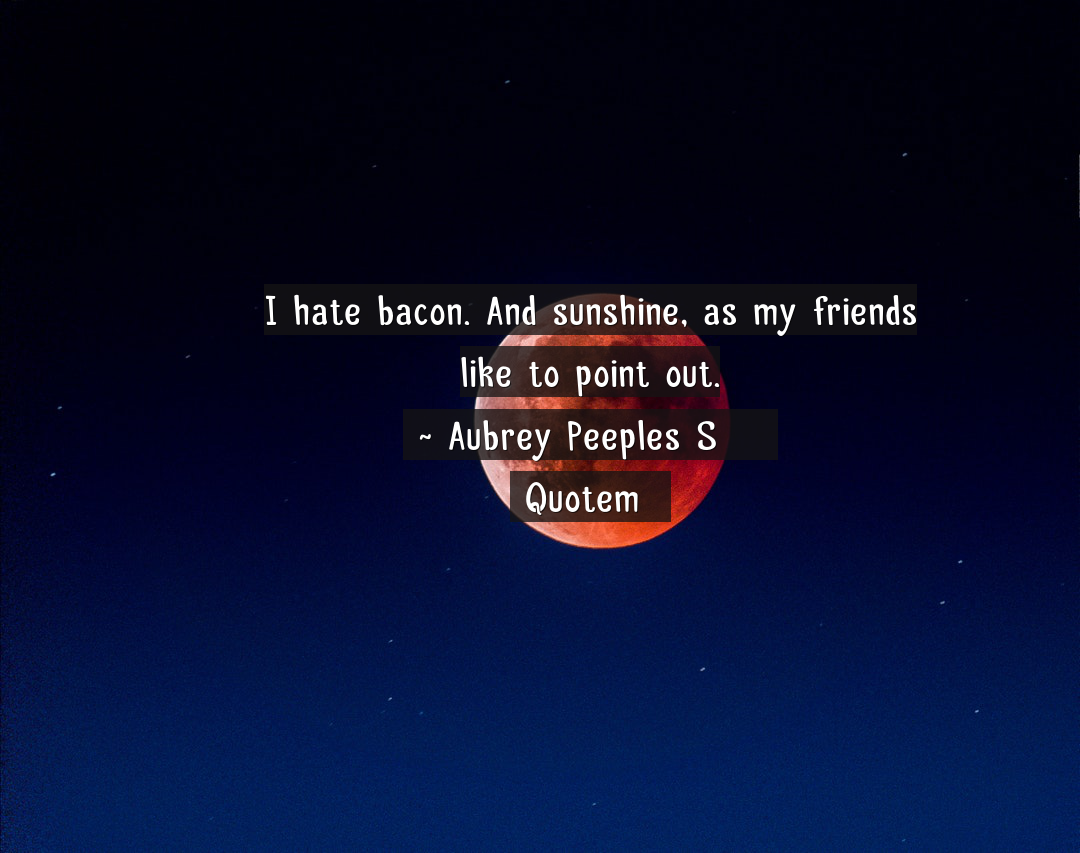 I hate bacon. And sunshine, as my friends
like to point out.
~ Aubrey Peeples S
Quotem